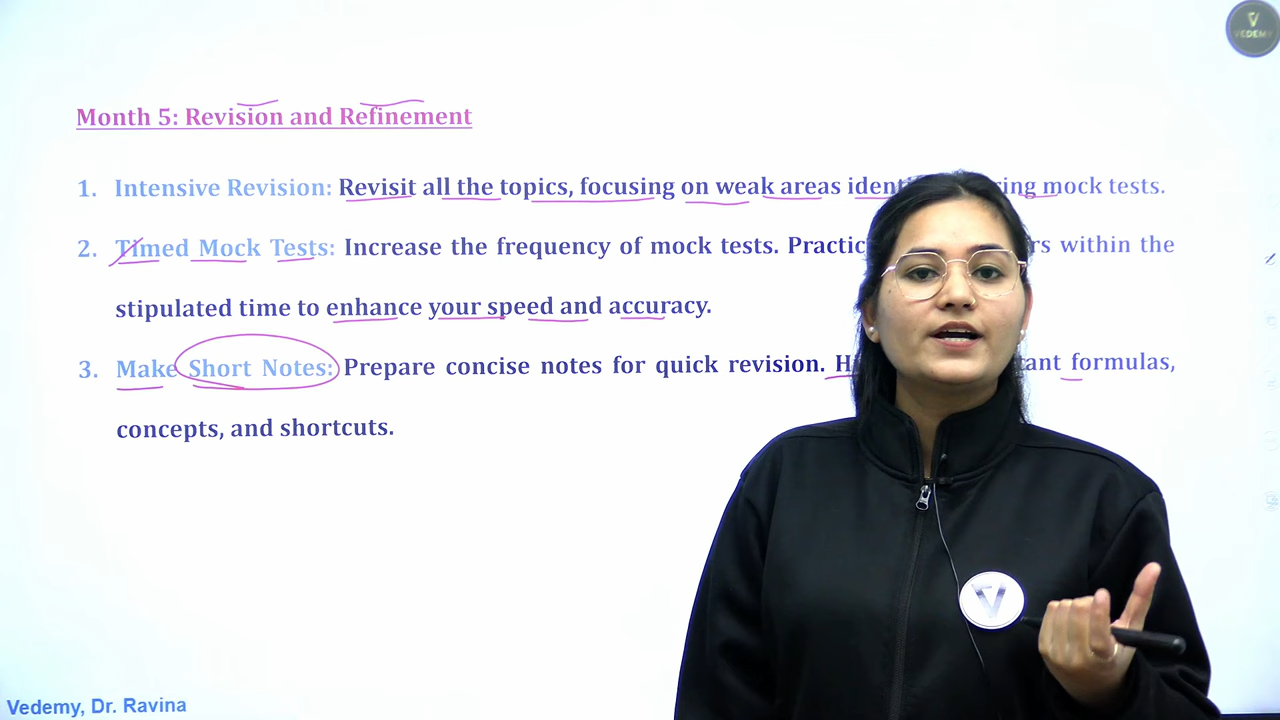 VEDEMY
Month 5: Revision and Refinement
1. Intensive Revision: Revisit all the topics, focusing on weak areas mock tests.
2. Timed Mock Tests: Increase the frequency of mock tests. within the
stipulated time to enhance your speed and accuracy.
3. Make Short Notes: Prepare concise notes for quick revision. formulas,
concepts, and shortcuts.
Vedemy, Dr. Ravina